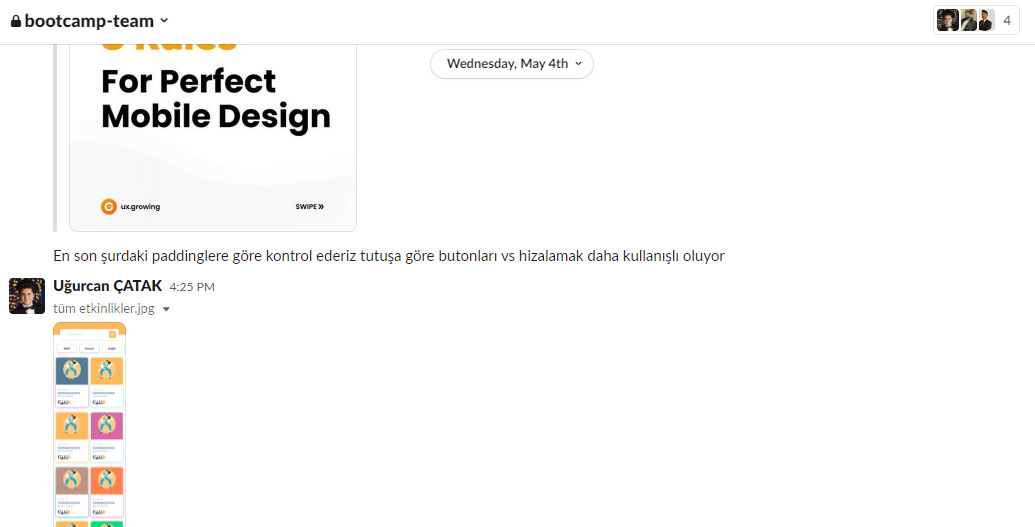 bootcamp-team
4
Wednesday, May 4th
For Perfect
Mobile Design
ux.growing
SWIPE »
En son şurdaki paddinglere göre kontrol ederiz tutuşa göre butonları vs hizalamak daha kullanışlı oluyor
Uğurcan ÇATAK 4:25 PM
tüm etkinlikler.jpg